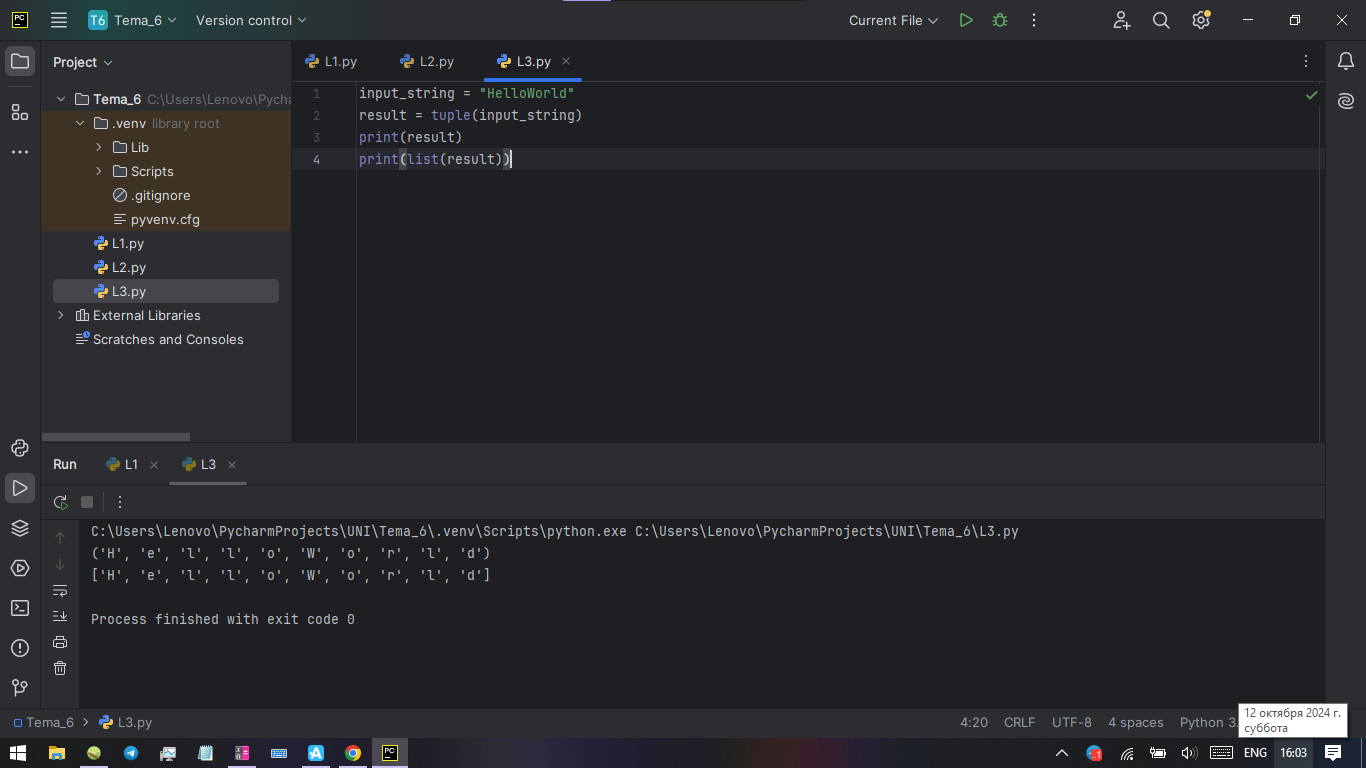 PC T6 Tema_6 Version control Current File
Project
L1.py L2.py L3.py
Tema_6 C:\Users\Lenovo\Pycha
.venv library root
Lib
Scripts
.gitignore
pyvenv.cfg
L1.py
L2.py
L3.py
External Libraries
Scratches and Consoles
1 input_string = "HelloWorld"
2 result = tuple(input_string)
3 print(result)
4 print(list(result))
Run L1 L3
C:\Users\Lenovo\PycharmProjects\UNI\Tema_6\.venv\Scripts\python.exe C:\Users\Lenovo\PycharmProjects\UNI\Tema_6\L3.py
('H', 'e', 'l', 'l', 'o', 'W', 'o', 'r', 'l', 'd')
['H', 'e', 'l', 'l', 'o', 'W', 'o', 'r', 'l', 'd']
Process finished with exit code 0
Tema_6 L3.py 4:20 CRLF UTF-8 4 spaces Python 3.
12 октября 2024 г.
суббота
PC ENG 16:03